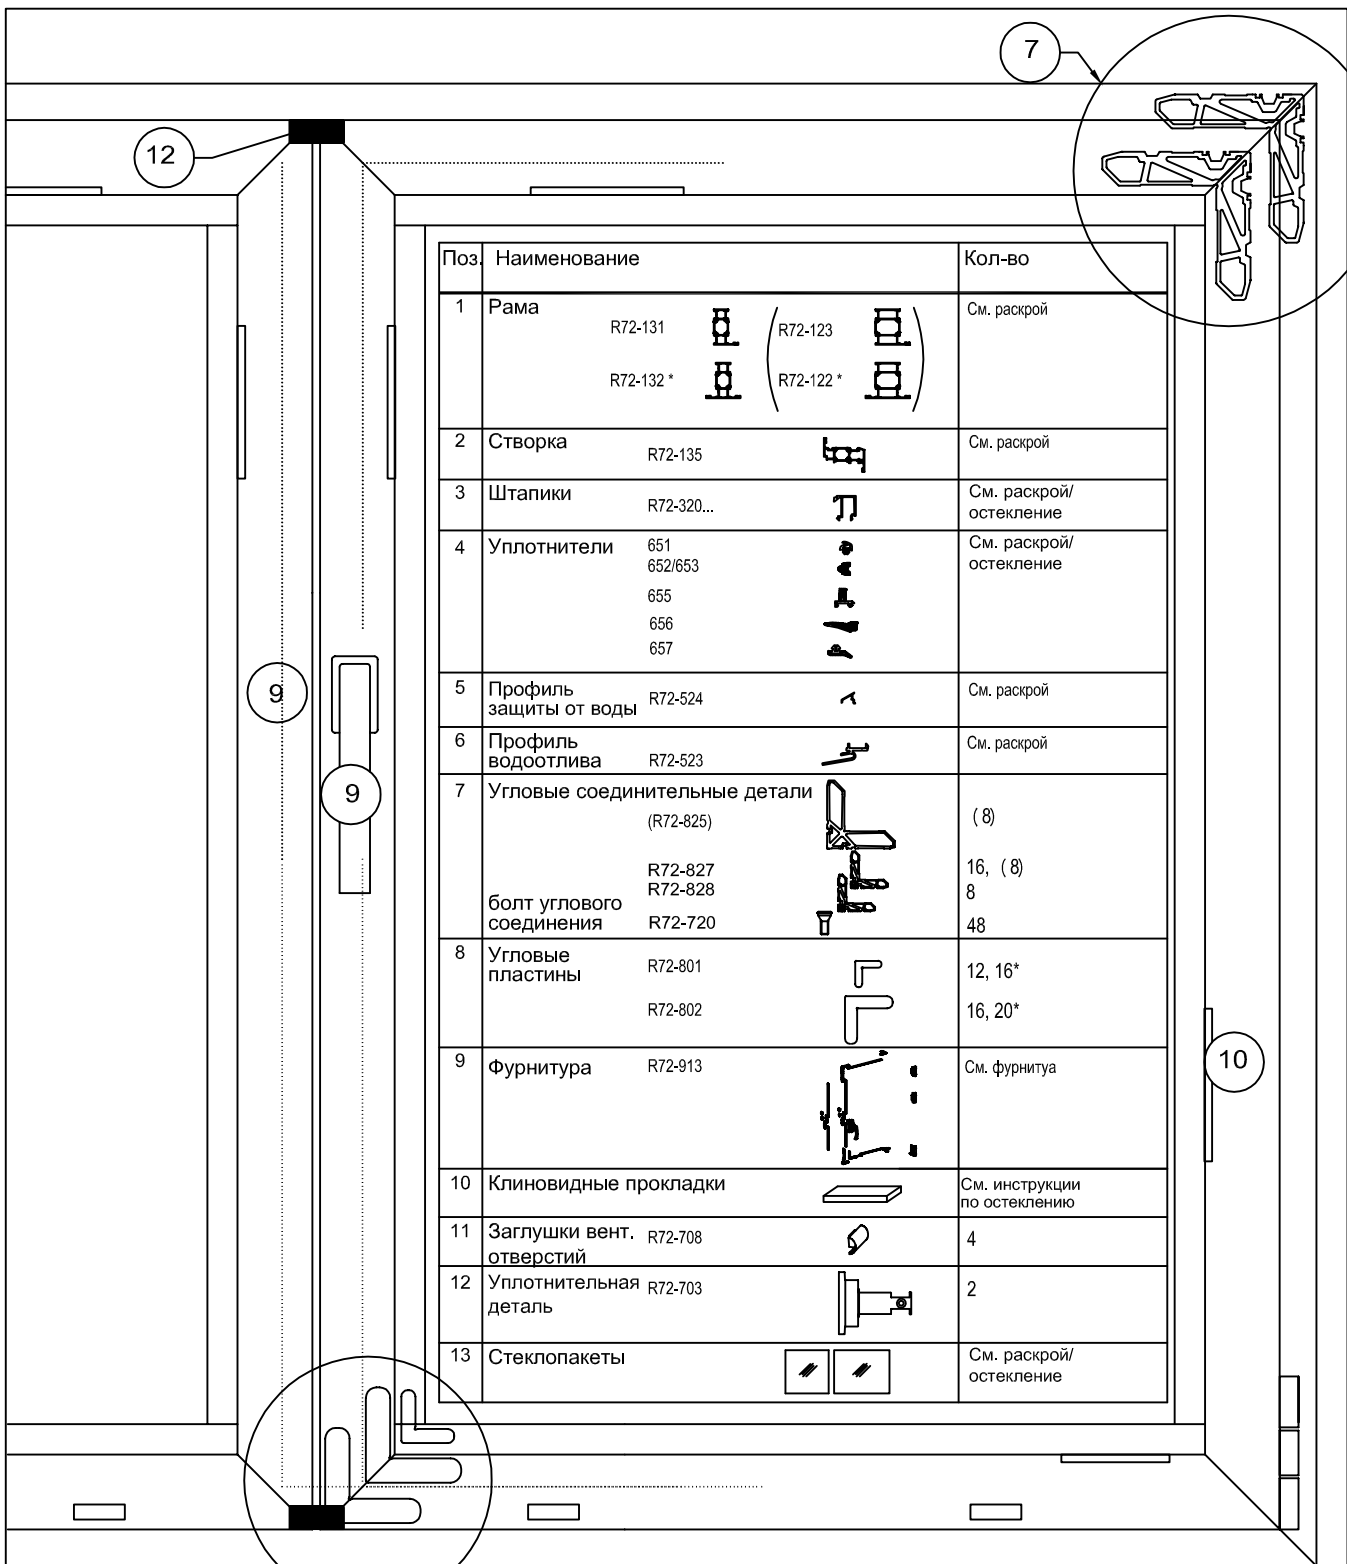 7
12
Поз. Наименование Кол-во
1 Рама См. раскрой
R72-131 R72-123
R72-132 * R72-122 *
2 Створка R72-135 См. раскрой
3 Штапики R72-320... См. раскрой/
остекление
4 Уплотнители 651 См. раскрой/
652/653 остекление
655
656
657
9
5 Профиль R72-524 См. раскрой
защиты от воды
6 Профиль См. раскрой
водоотлива R72-523
9
7 Угловые соединительные детали
(R72-825) ( 8)
R72-827 16, ( 8)
R72-828 8
болт углового
соединения R72-720 48
8 Угловые R72-801 12, 16*
пластины
R72-802 16, 20*
9 Фурнитура R72-913 См. фурнитуа
10
10 Клиновидные прокладки См. инструкции
по остеклению
11 Заглушки вент. R72-708 4
отверстий
12 Уплотнительная R72-703 2
деталь
13 Стеклопакеты См. раскрой/
остекление